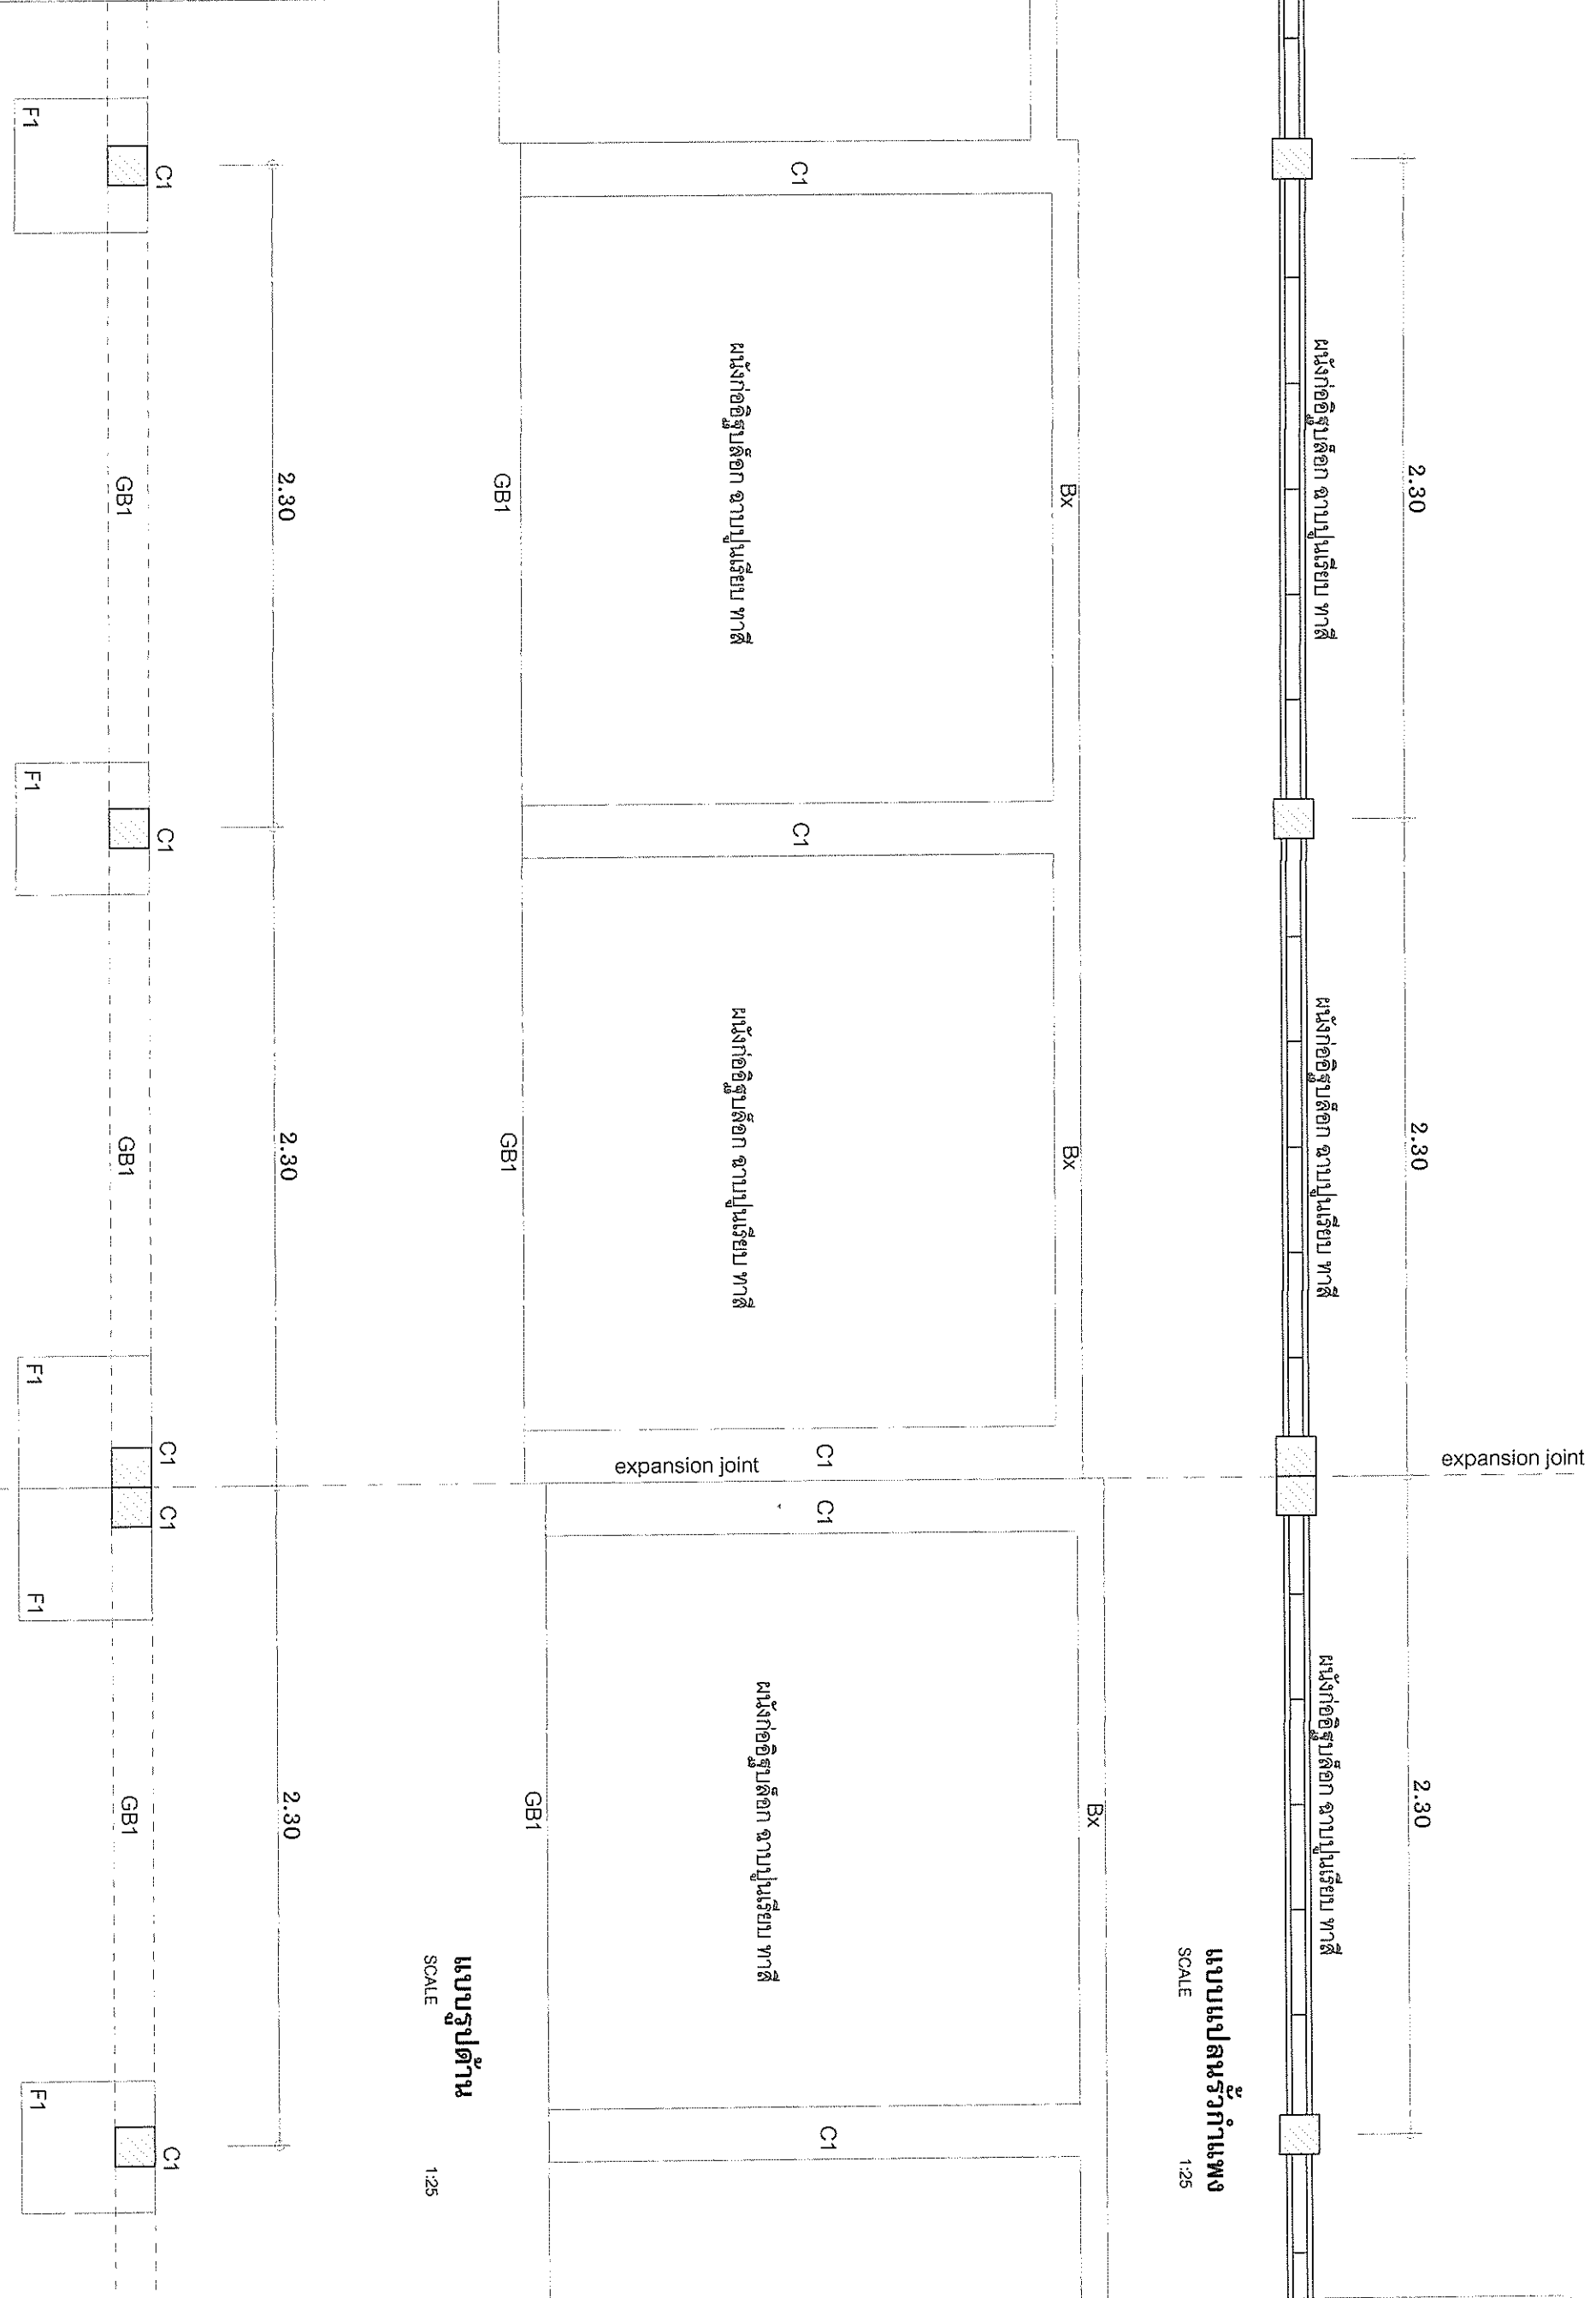 2.30
2.30
2.30
ผนังก่ออิฐบล็อก ฉาบปูนเรียบ ทาสี
ผนังก่ออิฐบล็อก ฉาบปูนเรียบ ทาสี
ผนังก่ออิฐบล็อก ฉาบปูนเรียบ ทาสี
expansion joint
แบบแปลนรั้วกำแพง
SCALE 1:25
Bx
Bx
Bx
C1
C1
C1
C1
C1
ผนังก่ออิฐบล็อก ฉาบปูนเรียบ ทาสี
ผนังก่ออิฐบล็อก ฉาบปูนเรียบ ทาสี
ผนังก่ออิฐบล็อก ฉาบปูนเรียบ ทาสี
expansion joint
GB1
GB1
GB1
แบบรูปด้าน
SCALE 1:25
2.30
2.30
2.30
C1
C1
C1
C1
C1
GB1
GB1
GB1
F1
F1
F1
F1
F1